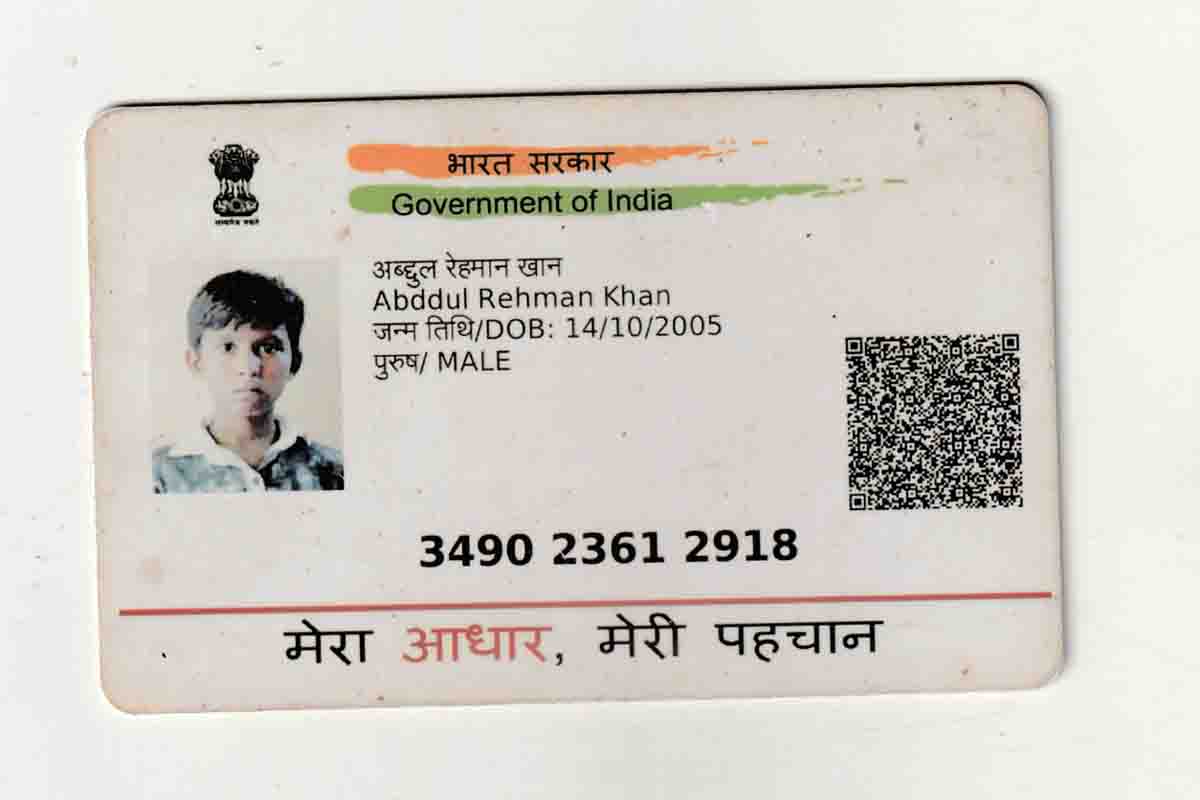 भारत सरकार
Government of India
अब्दुल रेहमान खान
Abddul Rehman Khan
जन्म तिथि/DOB: 14/10/2005
पुरुष/ MALE
3490 2361 2918
मेरा आधार, मेरी पहचान